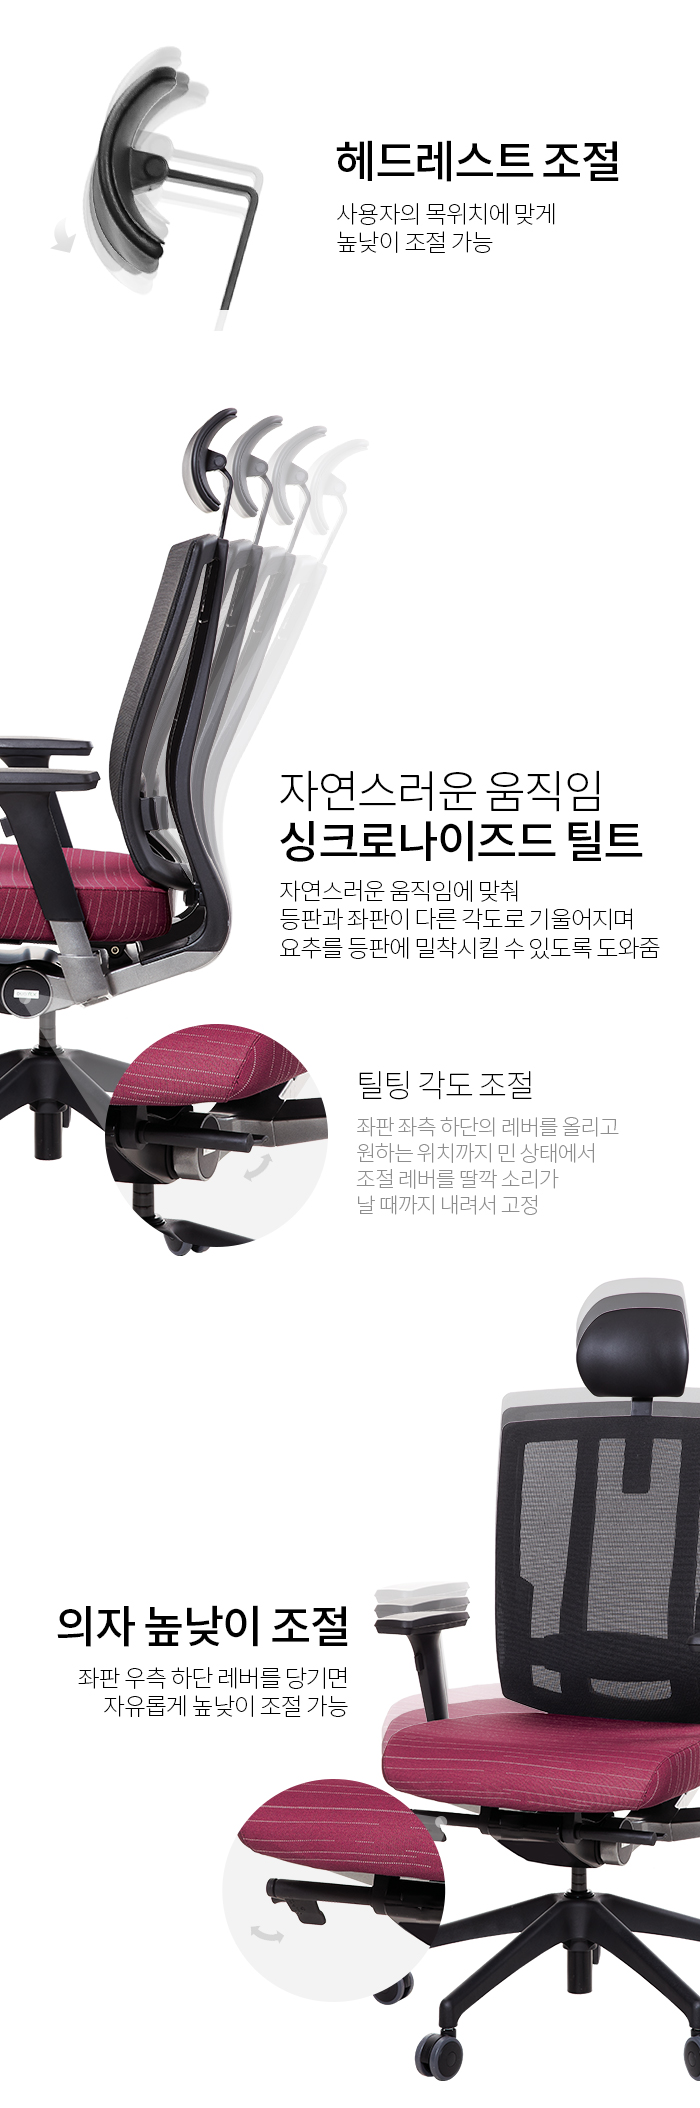 헤드레스트 조절
사용자의 목위치에 맞게
높낮이 조절 가능
자연스러운 움직임
싱크로나이즈드 틸트
자연스러운 움직임에 맞춰
등판과 좌판이 다른 각도로 기울어지며
요추를 등판에 밀착시킬 수 있도록 도와줌
틸팅 각도 조절
좌판 좌측 하단의 레버를 올리고
원하는 위치까지 민 상태에서
조절 레버를 딸깍 소리가
날 때까지 내려서 고정
의자 높낮이 조절
좌판 우측 하단 레버를 당기면
자유롭게 높낮이 조절 가능